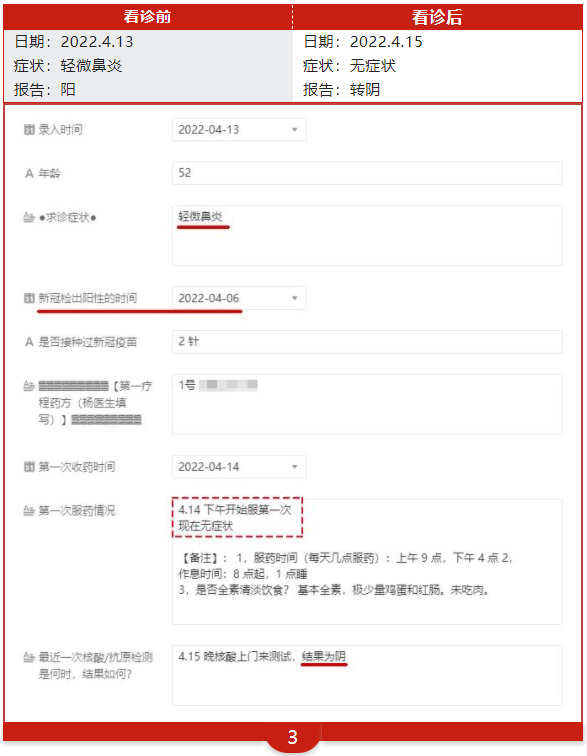 看诊前
看诊后
日期：2022.4.13
日期：2022.4.15
症状：轻微鼻炎
症状：无症状
报告：阳
报告：转阴
录入时间
2022-04-13
A 年龄
52
●求诊症状●
轻微鼻炎
新冠检出阳性的时间
2022-04-06
A 是否接种过新冠疫苗
2 针
【第一疗
程药方（杨医生填
写）】
1号
第一次收药时间
2022-04-14
第一次服药情况
4.14 下午开始服第一次
现在无症状
【备注】： 1，服药时间（每天几点服药）：上午 9 点，下午 4 点 2，
作息时间：8 点起，1 点睡
3，是否全素清淡饮食？ 基本全素，极少量鸡蛋和红肠。未吃肉。
最近一次核酸/抗原检测
是何时，结果如何？
4.15 晚核酸上门来测试，结果为阴
3